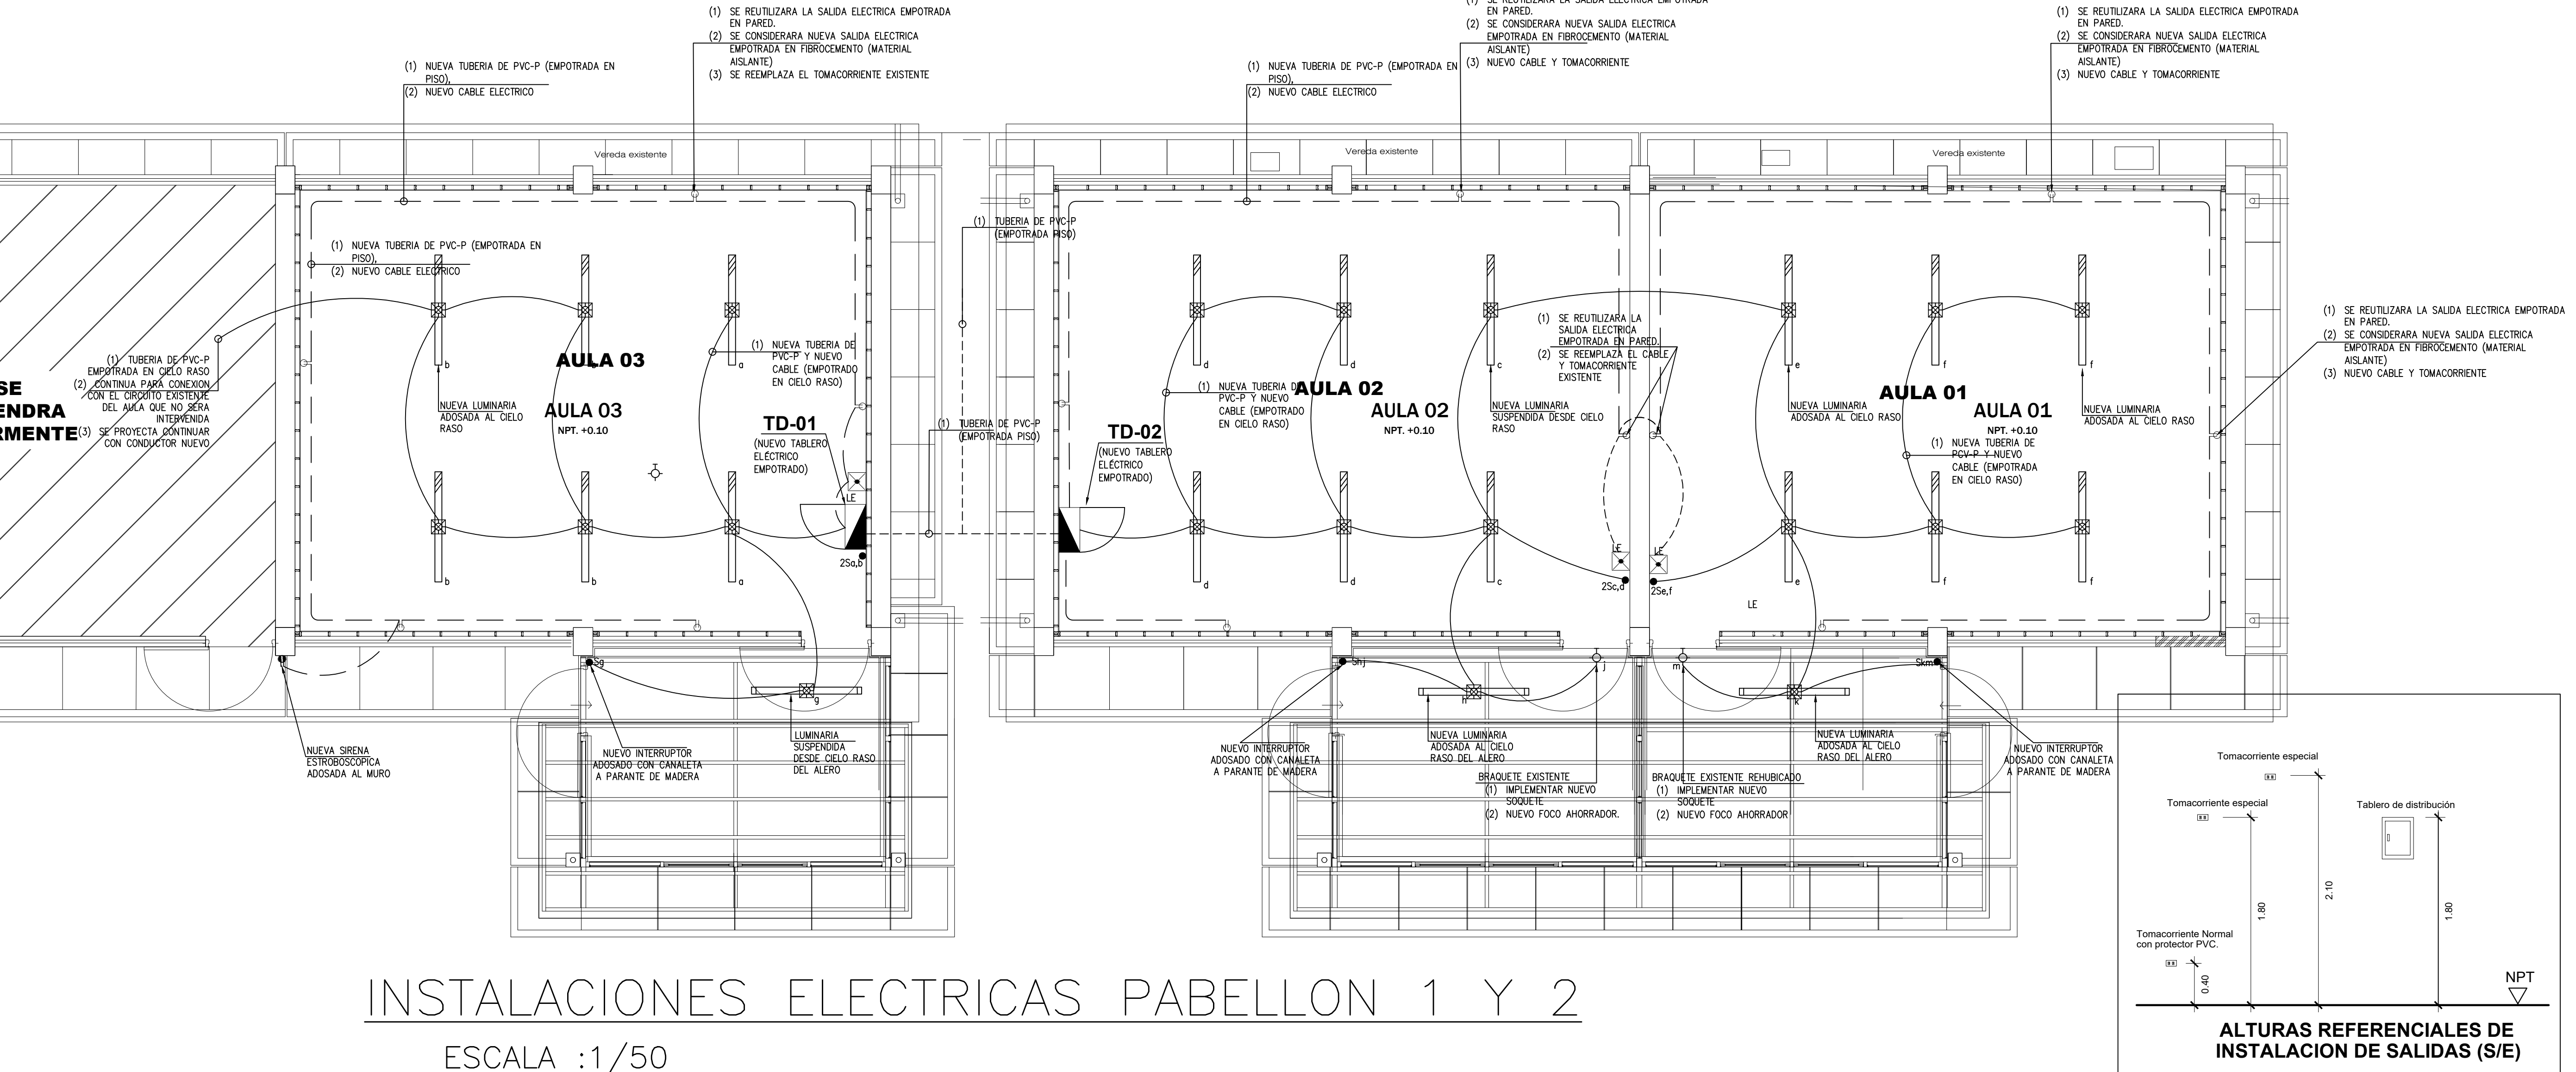 (1) SE REUTILIZARA LA SALIDA ELECTRICA EMPOTRADA
EN PARED.
(2) SE CONSIDERARA NUEVA SALIDA ELECTRICA
EMPOTRADA EN FIBROCEMENTO (MATERIAL
AISLANTE)
(3) SE REEMPLAZA EL TOMACORRIENTE EXISTENTE
(1) SE REUTILIZARA LA SALIDA ELECTRICA EMPOTRADA
EN PARED.
(2) SE CONSIDERARA NUEVA SALIDA ELECTRICA
EMPOTRADA EN FIBROCEMENTO (MATERIAL
AISLANTE)
(3) NUEVO CABLE Y TOMACORRIENTE
(1) SE REUTILIZARA LA SALIDA ELECTRICA EMPOTRADA
EN PARED.
(2) SE CONSIDERARA NUEVA SALIDA ELECTRICA
EMPOTRADA EN FIBROCEMENTO (MATERIAL
AISLANTE)
(3) NUEVO CABLE Y TOMACORRIENTE
(1) NUEVA TUBERIA DE PVC-P (EMPOTRADA EN
PISO),
(2) NUEVO CABLE ELECTRICO
(1) NUEVA TUBERIA DE PVC-P (EMPOTRADA EN
PISO),
(2) NUEVO CABLE ELECTRICO
Vereda existente
Vereda existente
Vereda existente
(1) NUEVA TUBERIA DE PVC-P (EMPOTRADA EN
PISO),
(2) NUEVO CABLE ELECTRICO
(1) TUBERIA DE PVC-P
(EMPOTRADA PISO)
(1) TUBERIA DE PVC-P
EMPOTRADA EN CIELO RASO
(2) CONTINUA PARA CONEXION
CON EL CIRCUITO EXISTENTE
DEL AULA QUE NO SERA
INTERVENIDA
(3) SE PROYECTA CONTINUAR
CON CONDUCTOR NUEVO
SE
ENDRA
RMENTE
AULA 03
AULA 03
NPT. +0.10
b
b
a
NUEVA LUMINARIA
ADOSADA AL CIELO
RASO
(1) NUEVA TUBERIA DE
PVC-P Y NUEVO
CABLE (EMPOTRADO
EN CIELO RASO)
TD-01
(NUEVO TABLERO
ELÉCTRICO
EMPOTRADO)
LE
2Sa,b
b
b
a
(1) TUBERIA DE PVC-P
(EMPOTRADA PISO)
TD-02
(NUEVO TABLERO
ELÉCTRICO
EMPOTRADO)
(1) NUEVA TUBERIA DE
PVC-P Y NUEVO
CABLE (EMPOTRADO
EN CIELO RASO)
AULA 02
AULA 02
NPT. +0.10
d
d
c
NUEVA LUMINARIA
SUSPENDIDA DESDE CIELO
RASO
(1) SE REUTILIZARA LA
SALIDA ELECTRICA
EMPOTRADA EN PARED.
(2) SE REEMPLAZA EL CABLE
Y TOMACORRIENTE
EXISTENTE
d
d
c
LE
LE
2Sc,d
2Se,f
LE
e
f
f
NUEVA LUMINARIA
ADOSADA AL CIELO RASO
AULA 01
AULA 01
NPT. +0.10
(1) NUEVA TUBERIA DE
PCV-P Y NUEVO
CABLE (EMPOTRADA
EN CIELO RASO)
NUEVA LUMINARIA
ADOSADA AL CIELO RASO
e
f
f
(1) SE REUTILIZARA LA SALIDA ELECTRICA EMPOTRADA
EN PARED.
(2) SE CONSIDERARA NUEVA SALIDA ELECTRICA
EMPOTRADA EN FIBROCEMENTO (MATERIAL
AISLANTE)
(3) NUEVO CABLE Y TOMACORRIENTE
Sg
g
Shj
j
m
Skm
k
NUEVA SIRENA
ESTROBOSCOPICA
ADOSADA AL MURO
NUEVO INTERRUPTOR
ADOSADO CON CANALETA
A PARANTE DE MADERA
LUMINARIA
SUSPENDIDA
DESDE CIELO RASO
DEL ALERO
NUEVO INTERRUPTOR
ADOSADO CON CANALETA
A PARANTE DE MADERA
NUEVA LUMINARIA
ADOSADA AL CIELO
RASO DEL ALERO
BRAQUETE EXISTENTE
(1) IMPLEMENTAR NUEVO
SOQUETE
(2) NUEVO FOCO AHORRADOR.
BRAQUETE EXISTENTE REHUBICADO
(1) IMPLEMENTAR NUEVO
SOQUETE
(2) NUEVO FOCO AHORRADOR
NUEVA LUMINARIA
ADOSADA AL CIELO
RASO DEL ALERO
NUEVO INTERRUPTOR
ADOSADO CON CANALETA
A PARANTE DE MADERA
Tomacorriente especial
Tomacorriente especial
Tablero de distribución
2.10
1.80
1.80
Tomacorriente Normal
con protector PVC.
0.40
NPT
ALTURAS REFERENCIALES DE
INSTALACION DE SALIDAS (S/E)
INSTALACIONES ELECTRICAS PABELLON 1 Y 2
ESCALA :1/50